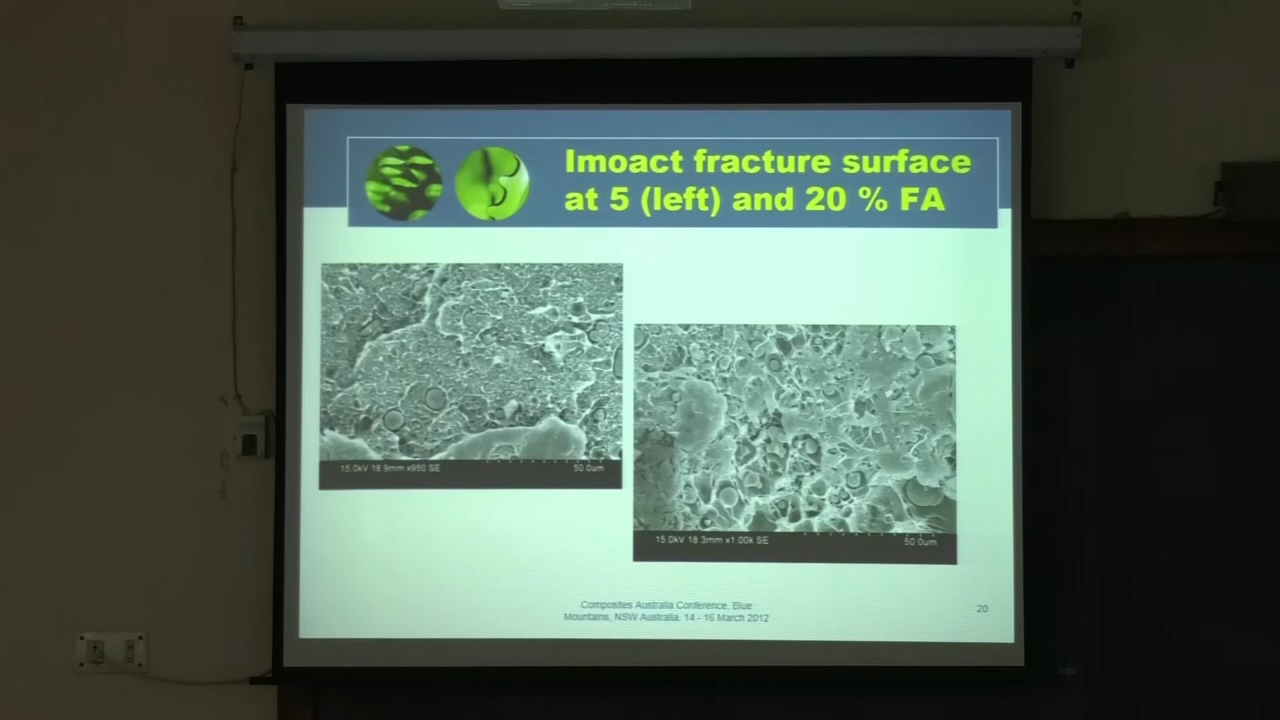 Imoact fracture surface
at 5 (left) and 20 % FA
15.0kV 18.9mm x950 SE 50.0um
15.0kV 18.3mm x1.00k SE 50.0um
Composites Australia Conference, Blue
Mountains, NSW Australia, 14 - 16 March 2012
20